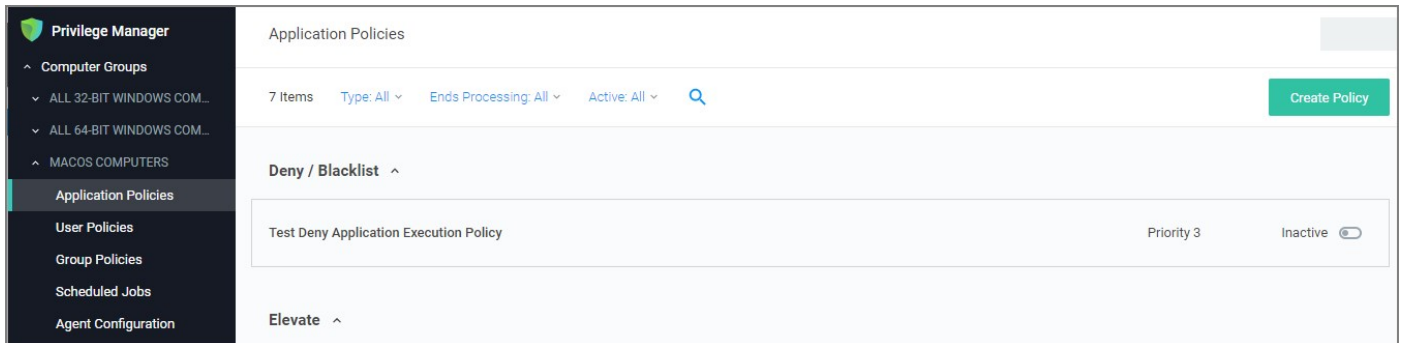 Privilege Manager
Computer Groups
ALL 32-BIT WINDOWS COM...
ALL 64-BIT WINDOWS COM...
MACOS COMPUTERS
Application Policies
User Policies
Group Policies
Scheduled Jobs
Agent Configuration
Application Policies
7 Items Type: All Ends Processing: All Active: All Create Policy
Deny / Blacklist
Test Deny Application Execution Policy Priority 3 Inactive
Elevate